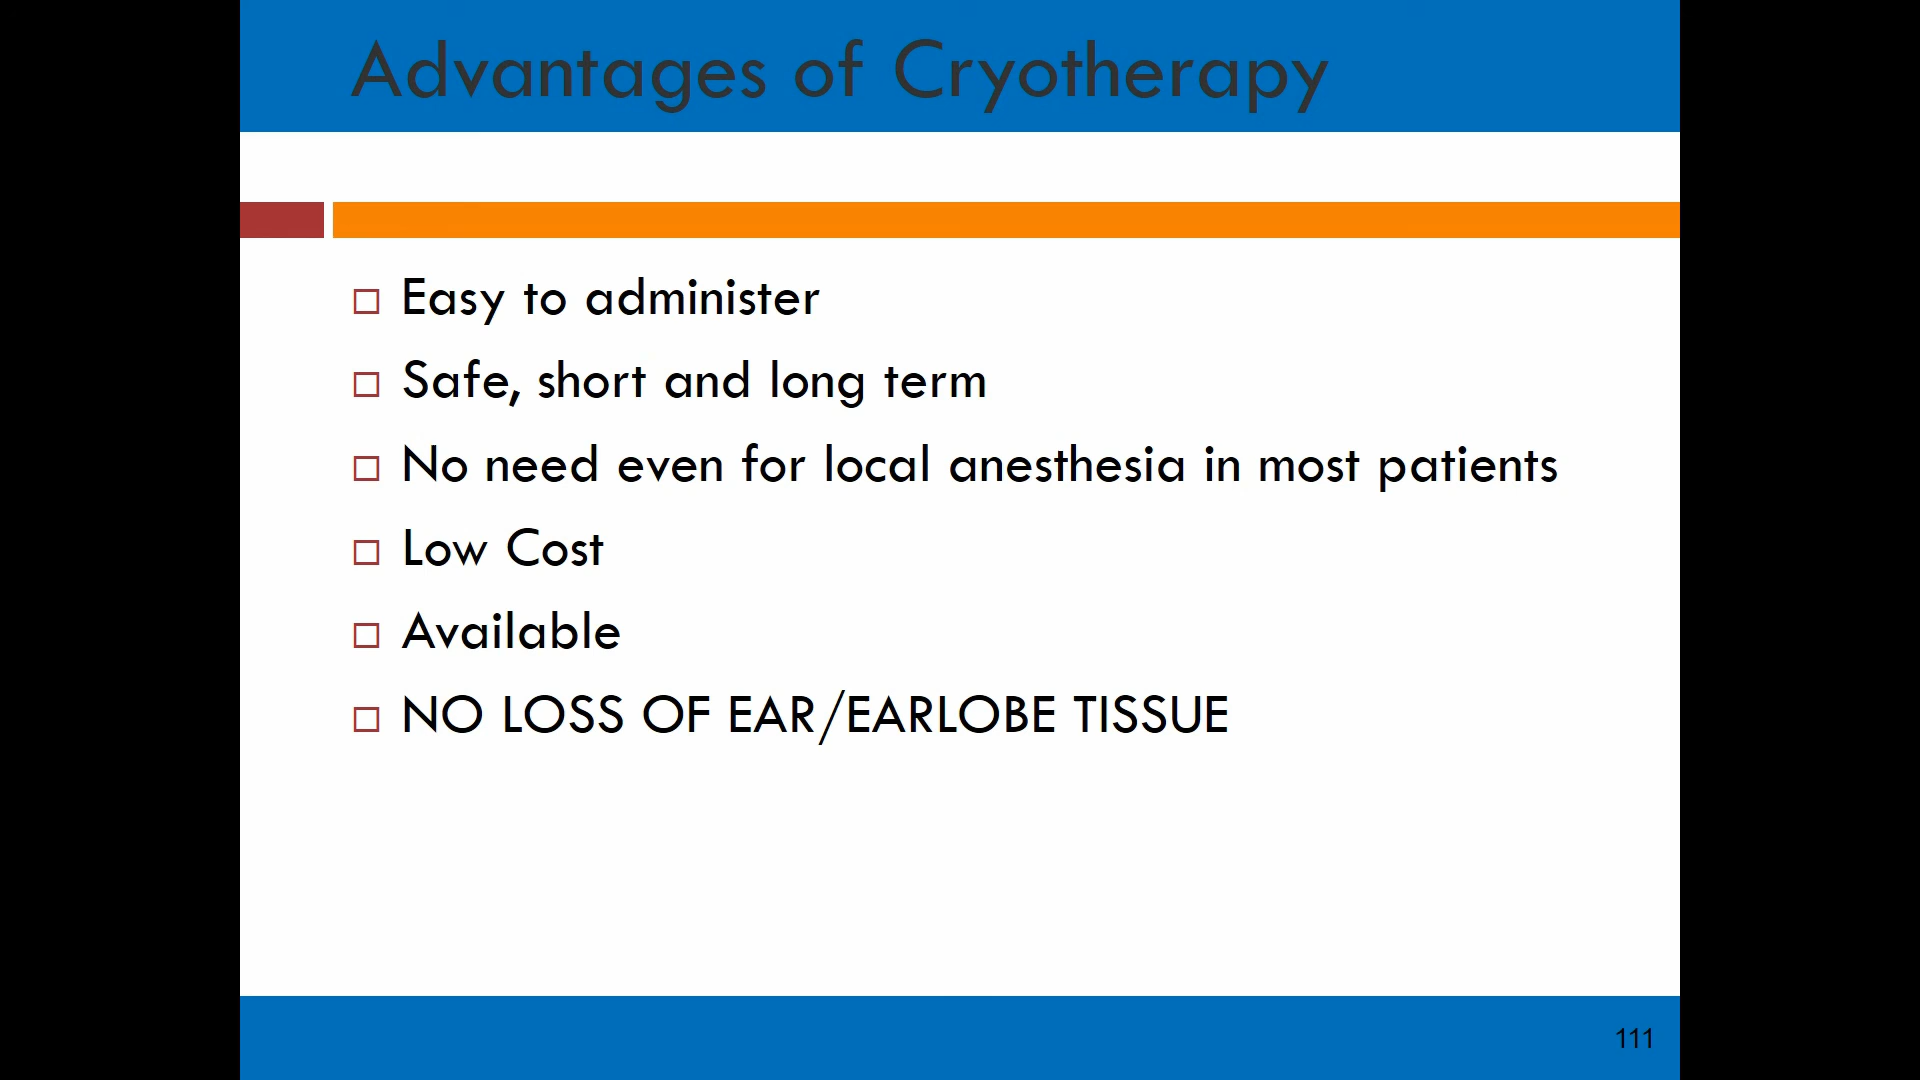 Advantages of Cryotherapy
Easy to administer
Safe, short and long term
No need even for local anesthesia in most patients
Low Cost
Available
NO LOSS OF EAR/EARLOBE TISSUE
111